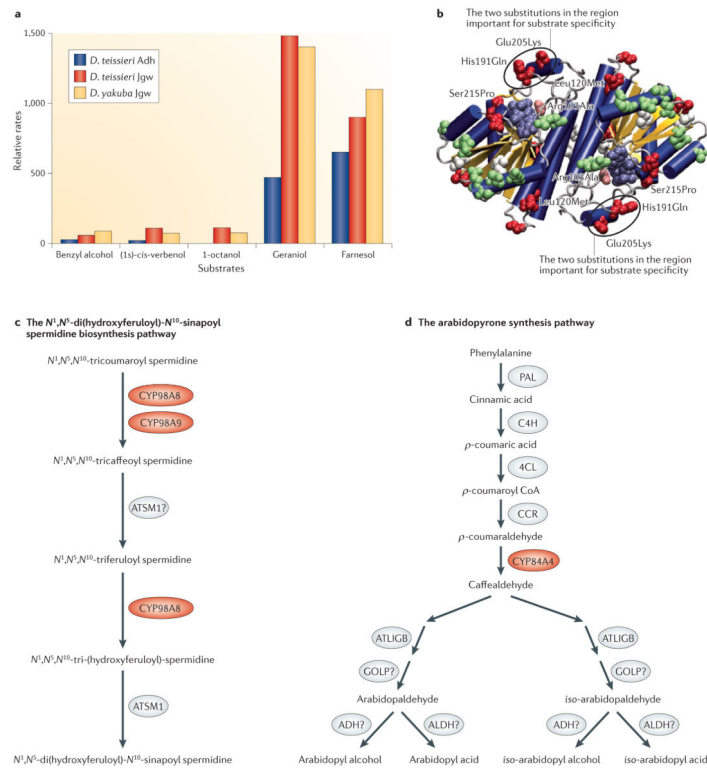 a
1,500
1,000
500
0
Relative rates
D. teissieri Adh
D. teissieri Jgw
D. yakuba Jgw
Benzyl alcohol
(1s)-cis-verbenol
1-octanol
Geraniol
Farnesol
Substrates
b
The two substitutions in the region
important for substrate specificity
Glu205Lys
His191Gln
Leu120Met
Ser215Pro
Ser215Pro
His191Gln
Leu120Met
Glu205Lys
The two substitutions in the region
important for substrate specificity
c The N¹,N⁵-di(hydroxyferuloyl)-N¹⁰-sinapoyl
spermidine biosynthesis pathway
N¹,N⁵,N¹⁰-tricoumaroyl spermidine
CYP98A8
CYP98A9
N¹,N⁵,N¹⁰-tricaffeoyl spermidine
ATSM1?
N¹,N⁵,N¹⁰-triferuloyl spermidine
CYP98A8
N¹,N⁵,N¹⁰-tri-(hydroxyferuloyl)-spermidine
ATSM1
N¹,N⁵-di(hydroxyferuloyl)-N¹⁰-sinapoyl spermidine
d The arabidopyrone synthesis pathway
Phenylalanine
PAL
Cinnamic acid
C4H
ρ-coumaric acid
4CL
ρ-coumaroyl CoA
CCR
ρ-coumaraldehyde
CYP84A4
Caffealdehyde
ATLIGB
ATLIGB
GOLP?
GOLP?
Arabidopaldehyde
iso-arabidopaldehyde
ADH?
ALDH?
ADH?
ALDH?
Arabidopyl alcohol
Arabidopyl acid
iso-arabidopyl alcohol
iso-arabidopyl acid